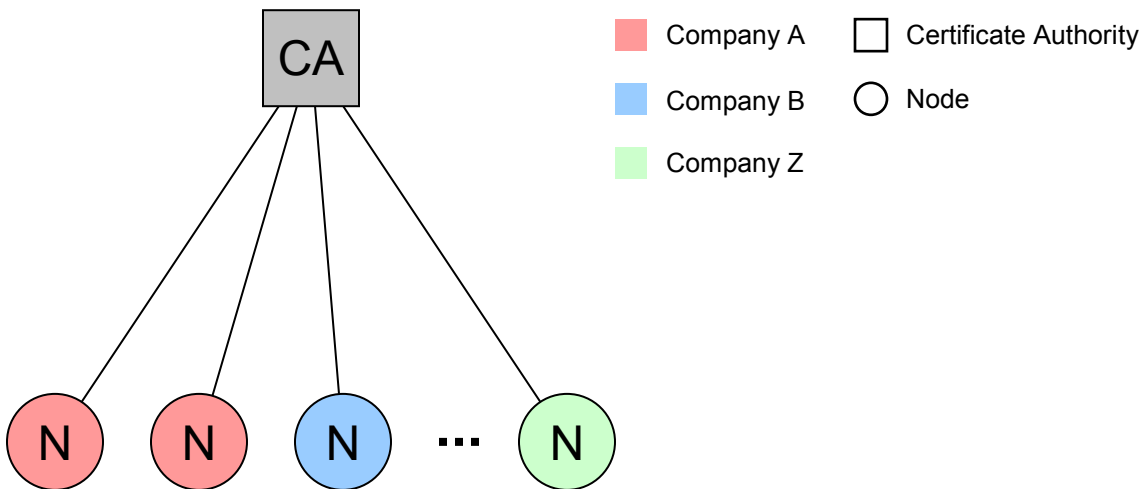 CA
Company A
Certificate Authority
Company B
Node
Company Z
N
N
N
...
N